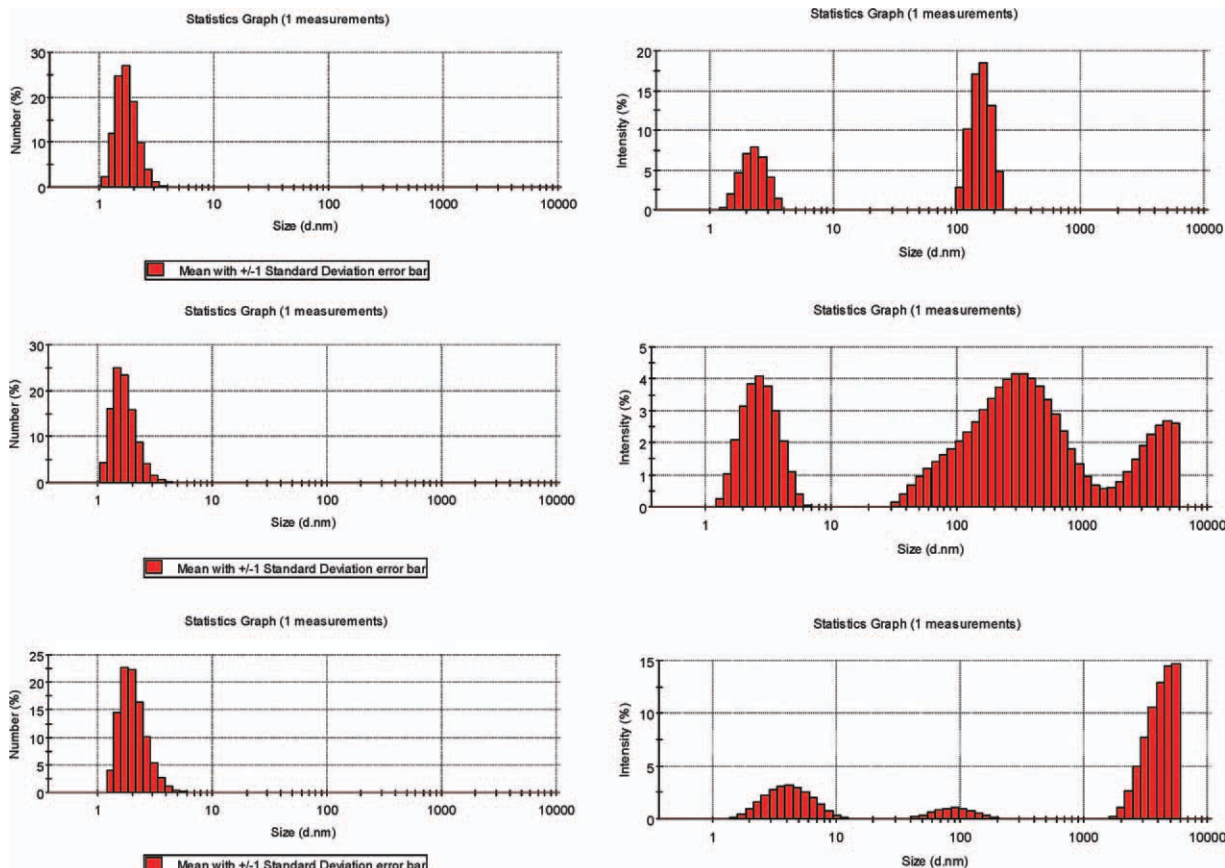 Statistics Graph (1 measurements)
Number (%)
30
20
10
0
1 10 100 1000 10000
Size (d.nm)
Mean with +/-1 Standard Deviation error bar
Statistics Graph (1 measurements)
Intensity (%)
20
15
10
5
0
1 10 100 1000 10000
Size (d.nm)
Statistics Graph (1 measurements)
Number (%)
30
20
10
0
1 10 100 1000 10000
Size (d.nm)
Mean with +/-1 Standard Deviation error bar
Statistics Graph (1 measurements)
Intensity (%)
5
4
3
2
1
0
1 10 100 1000 10000
Size (d.nm)
Statistics Graph (1 measurements)
Number (%)
25
20
15
10
5
0
1 10 100 1000 10000
Size (d.nm)
Mean with +/-1 Standard Deviation error bar
Statistics Graph (1 measurements)
Intensity (%)
15
10
5
0
1 10 100 1000 10000
Size (d.nm)